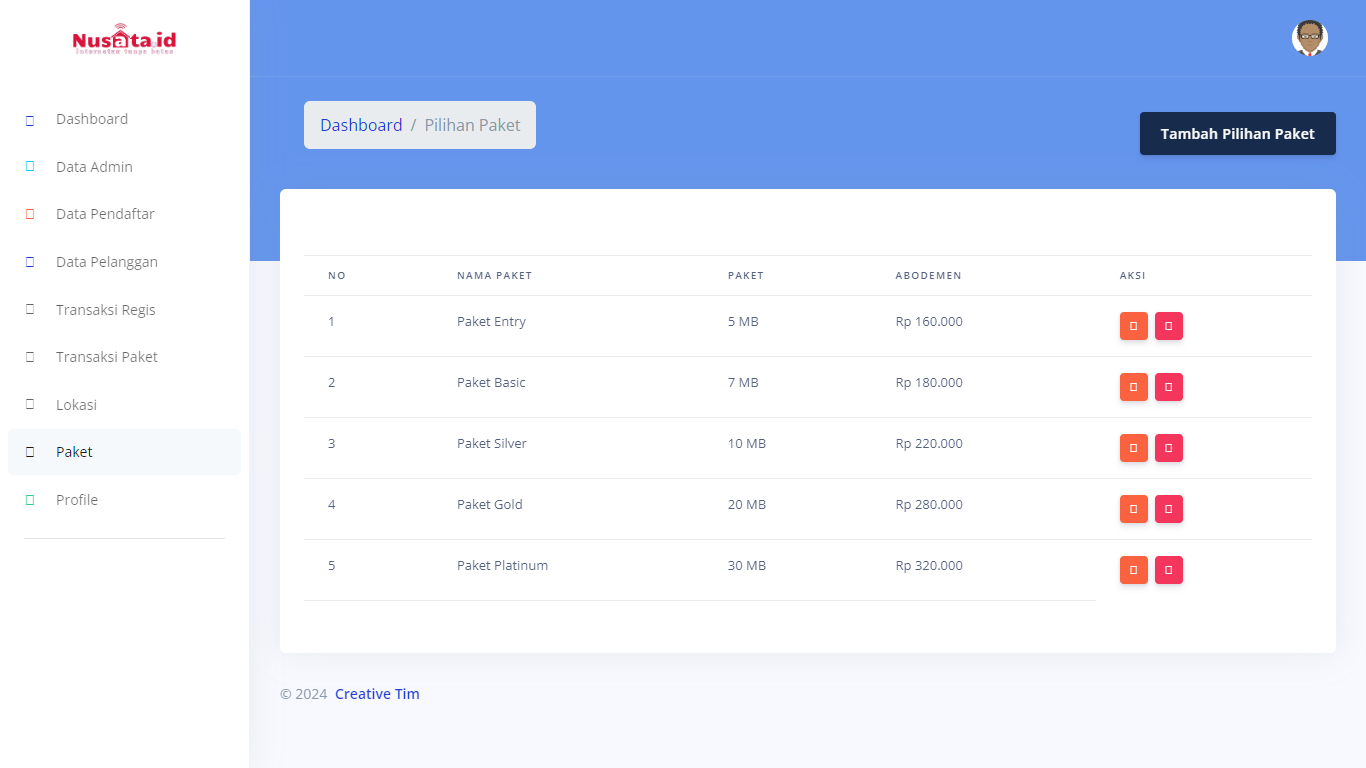 Nusata.id
Dashboard
Data Admin
Data Pendaftar
Data Pelanggan
Transaksi Regis
Transaksi Paket
Lokasi
Paket
Profile
Dashboard / Pilihan Paket
Tambah Pilihan Paket
NO NAMA PAKET PAKET ABODEMEN AKSI
1 Paket Entry 5 MB Rp 160.000
2 Paket Basic 7 MB Rp 180.000
3 Paket Silver 10 MB Rp 220.000
4 Paket Gold 20 MB Rp 280.000
5 Paket Platinum 30 MB Rp 320.000
© 2024 Creative Tim